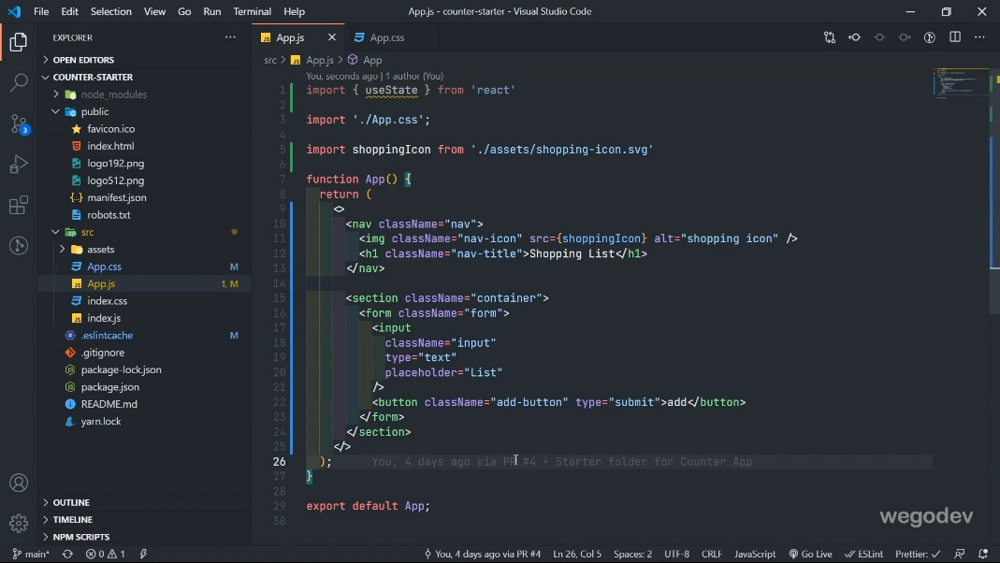 File Edit Selection View Go Run Terminal Help
App.js - counter-starter - Visual Studio Code
EXPLORER
OPEN EDITORS
COUNTER-STARTER
node_modules
public
favicon.ico
index.html
logo192.png
logo512.png
manifest.json
robots.txt
src
assets
App.css M
App.js 1, M
index.css
index.js
.eslintcache M
.gitignore
package-lock.json
package.json
README.md
yarn.lock
OUTLINE
TIMELINE
NPM SCRIPTS
3
App.js App.css
src > App.js > App
You, seconds ago | 1 author (You)
1 import { useState } from 'react'
2
3 import './App.css';
4
5 import shoppingIcon from './assets/shopping-icon.svg'
6
7 function App() {
8 return (
9 <>
10 <nav className="nav">
11 <img className="nav-icon" src={shoppingIcon} alt="shopping icon" />
12 <h1 className="nav-title">Shopping List</h1>
13 </nav>
14
15 <section className="container">
16 <form className="form">
17 <input
18 className="input"
19 type="text"
20 placeholder="List"
21 />
22 <button className="add-button" type="submit">add</button>
23 </form>
24 </section>
25 </>
26 ); You, 4 days ago via PR #4 • Starter folder for Counter App
27 }
28
29 export default App;
30
wegodev
main* 0 1 You, 4 days ago via PR #4 Ln 26, Col 5 Spaces: 2 UTF-8 CRLF JavaScript Go Live ESLint Prettier: ✓